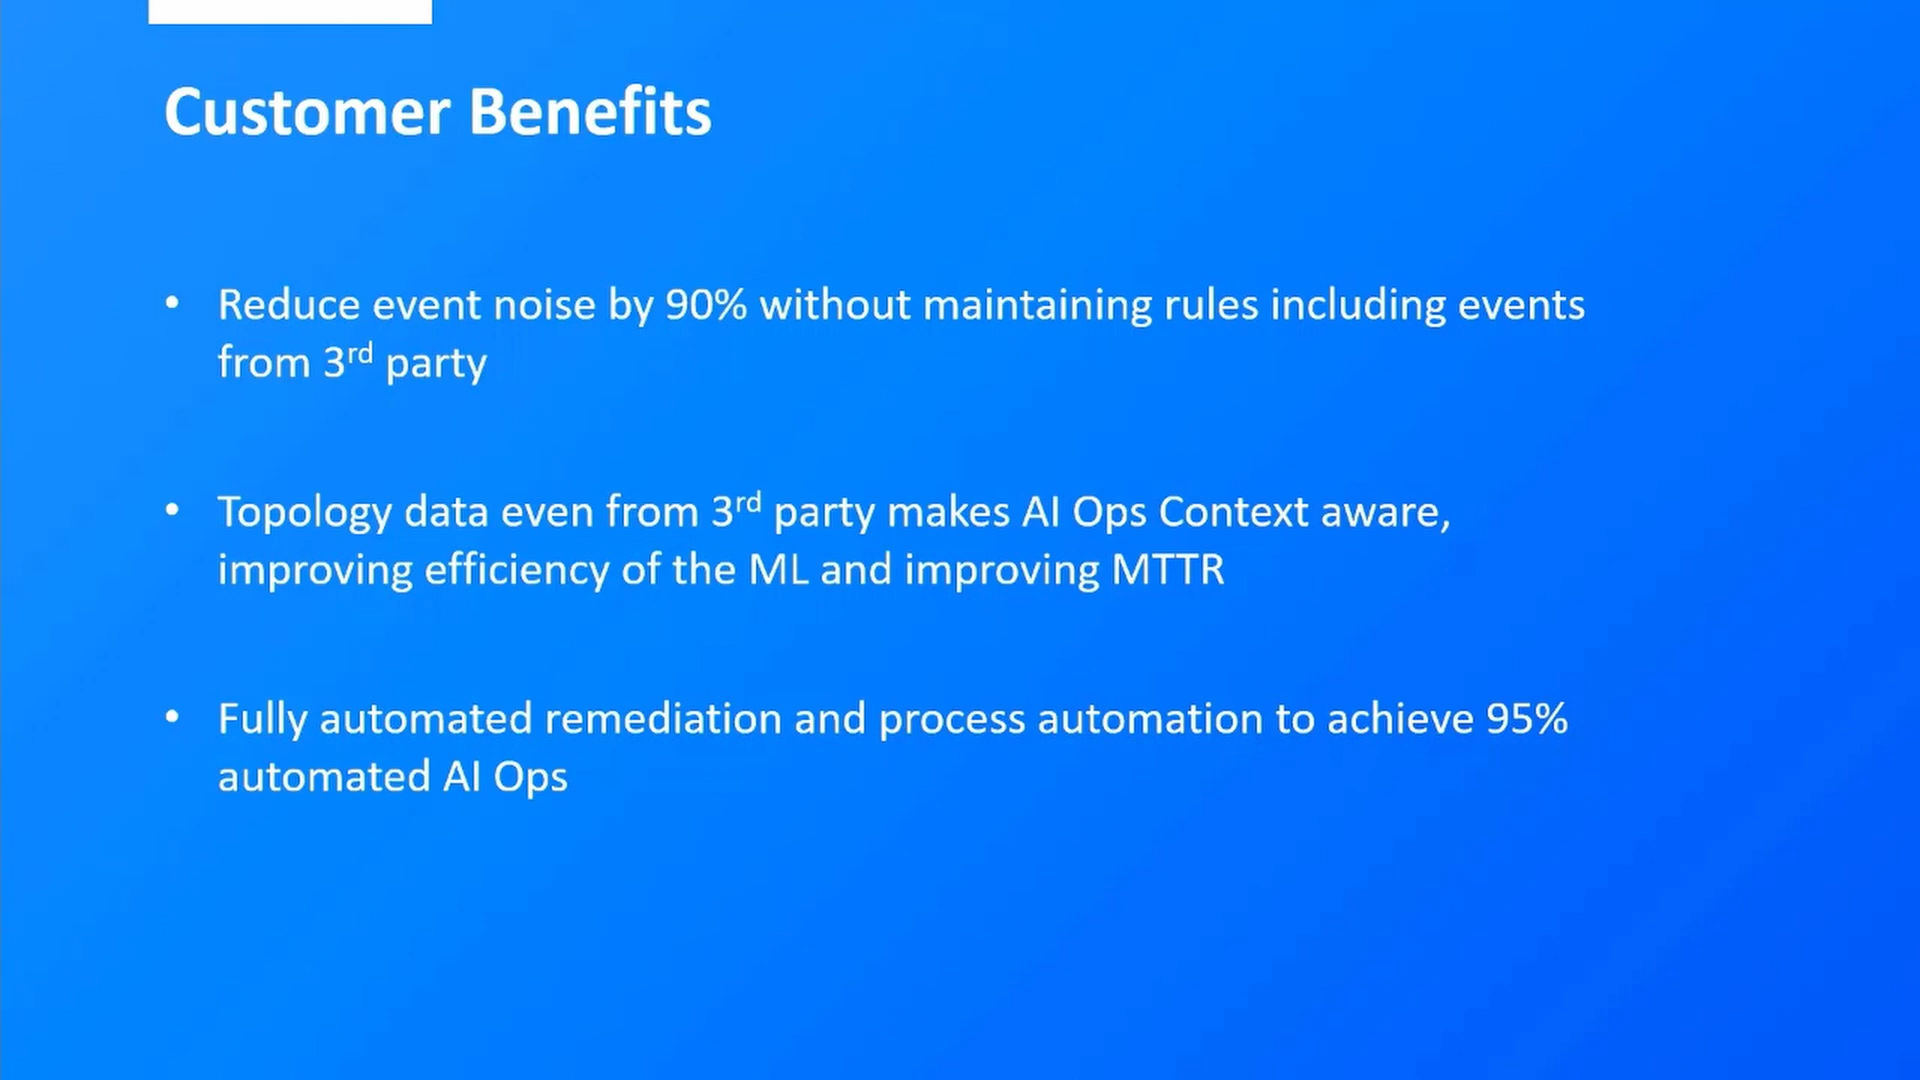 Customer Benefits
• Reduce event noise by 90% without maintaining rules including events
from 3rd party
• Topology data even from 3rd party makes AI Ops Context aware,
improving efficiency of the ML and improving MTTR
• Fully automated remediation and process automation to achieve 95%
automated AI Ops